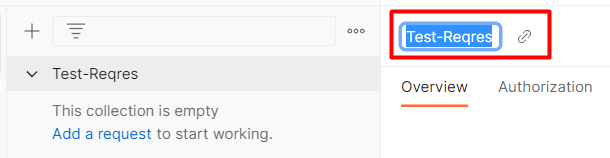 Test-Reqres
This collection is empty
Add a request to start working.
Test-Reqres
Overview
Authorization